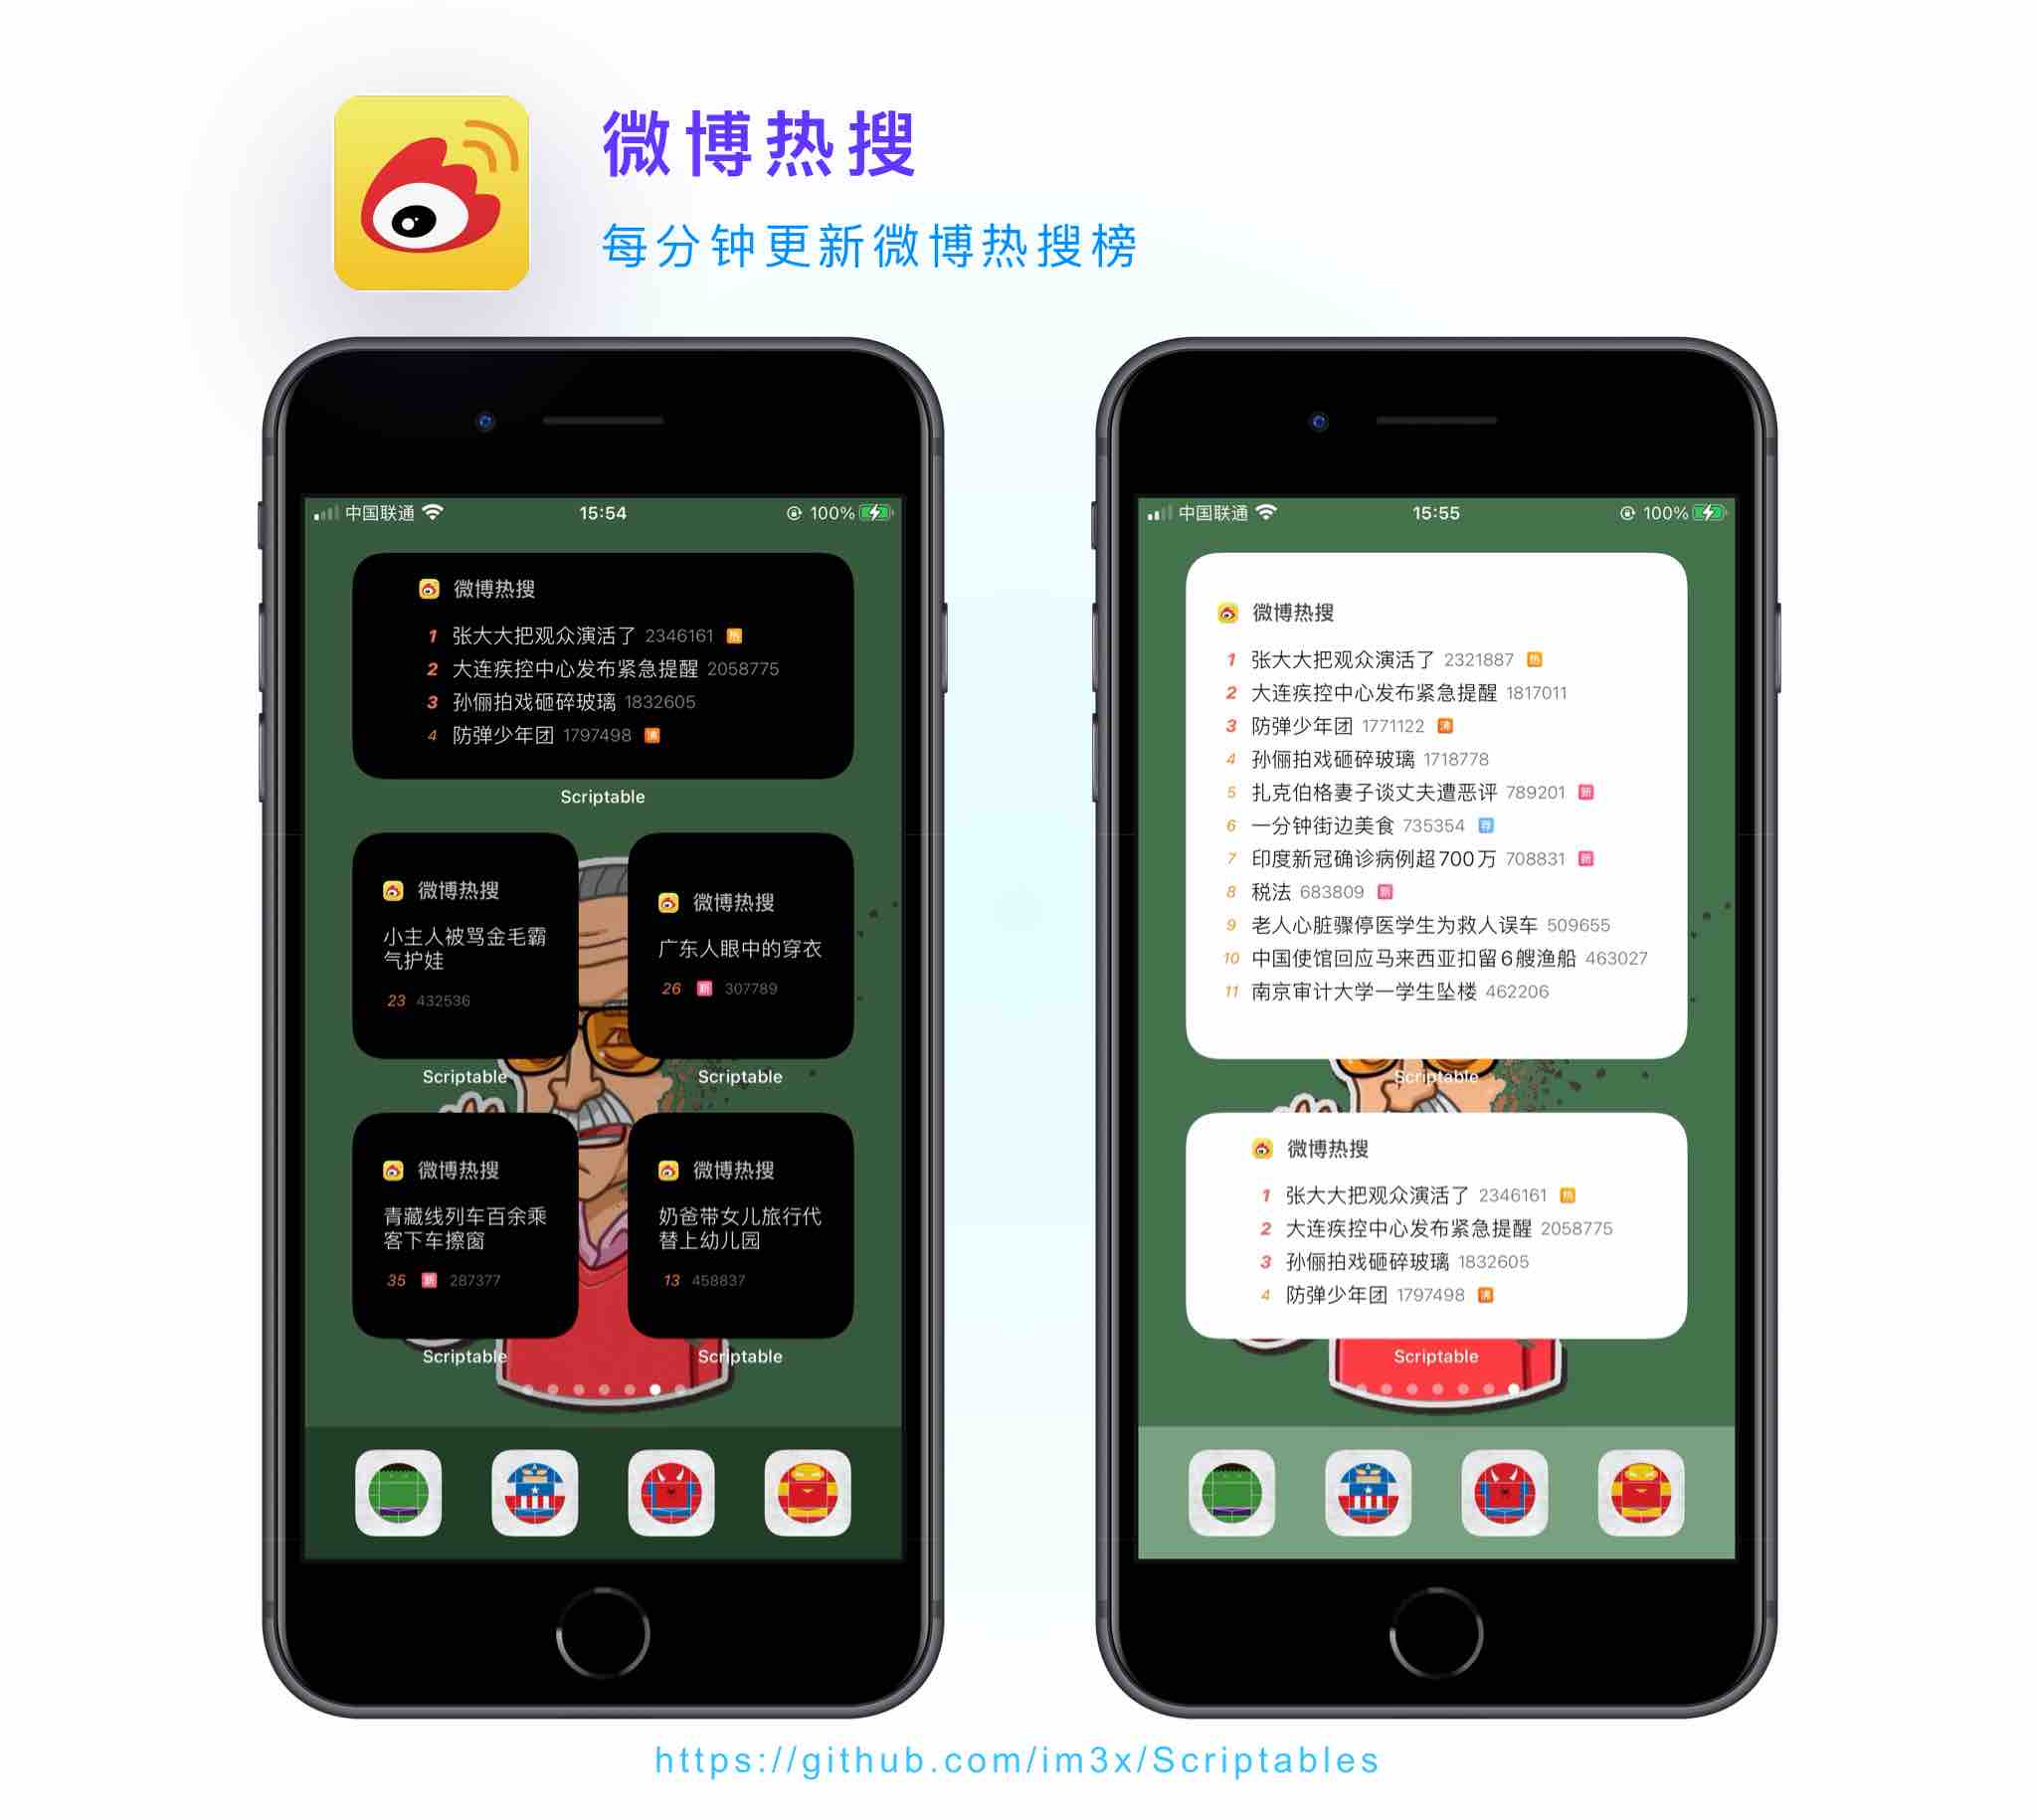 微博热搜
每分钟更新微博热搜榜
中国联通 15:54 100%
微博热搜
1 张大大把观众演活了 2346161 热
2 大连疾控中心发布紧急提醒 2058775
3 孙俪拍戏砸碎玻璃 1832605
4 防弹少年团 1797498 沸
Scriptable
微博热搜
小主人被骂金毛霸
气护娃
23 432536
Scriptable
微博热搜
广东人眼中的穿衣
26 新 307789
Scriptable
微博热搜
青藏线列车百余乘
客下车擦窗
35 新 287377
Scriptable
微博热搜
奶爸带女儿旅行代
替上幼儿园
13 458837
Scriptable
中国联通 15:55 100%
微博热搜
1 张大大把观众演活了 2321887 热
2 大连疾控中心发布紧急提醒 1817011
3 防弹少年团 1771122 沸
4 孙俪拍戏砸碎玻璃 1718778
5 扎克伯格妻子谈丈夫遭恶评 789201 新
6 一分钟街边美食 735354 荐
7 印度新冠确诊病例超700万 708831 新
8 税法 683809 新
9 老人心脏骤停医学生为救人误车 509655
10 中国使馆回应马来西亚扣留6艘渔船 463027
11 南京审计大学一学生坠楼 462206
Scriptable
微博热搜
1 张大大把观众演活了 2346161 热
2 大连疾控中心发布紧急提醒 2058775
3 孙俪拍戏砸碎玻璃 1832605
4 防弹少年团 1797498 沸
Scriptable
https://github.com/im3x/Scriptables